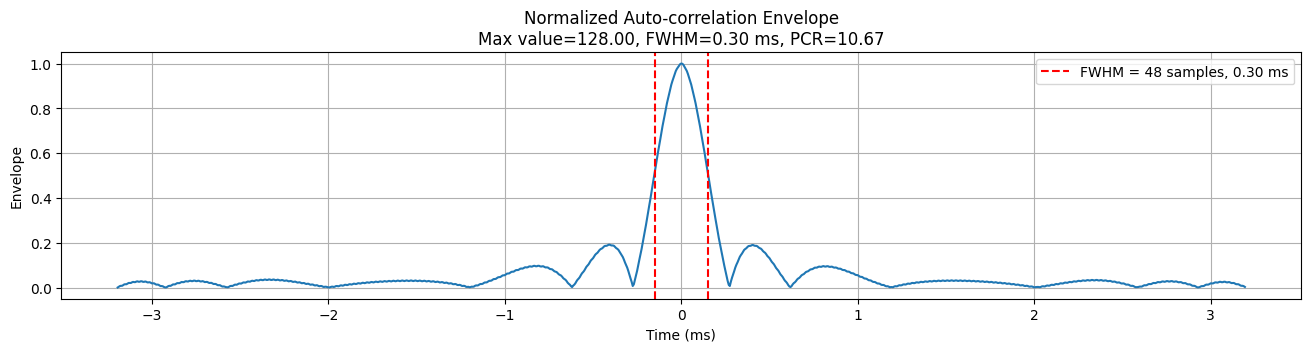 Normalized Auto-correlation Envelope
Max value=128.00, FWHM=0.30 ms, PCR=10.67
FWHM = 48 samples, 0.30 ms
Envelope
1.0
0.8
0.6
0.4
0.2
0.0
−3 −2 −1 0 1 2 3
Time (ms)